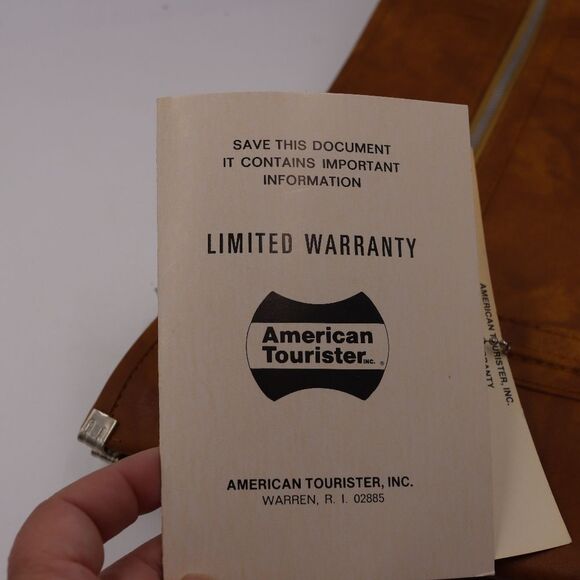 SAVE THIS DOCUMENT
IT CONTAINS IMPORTANT
INFORMATION
LIMITED WARRANTY
American
Tourister INC. ®
AMERICAN TOURISTER, INC.
WARREN, R. I. 02885
AMERICAN TOURISTER, INC.